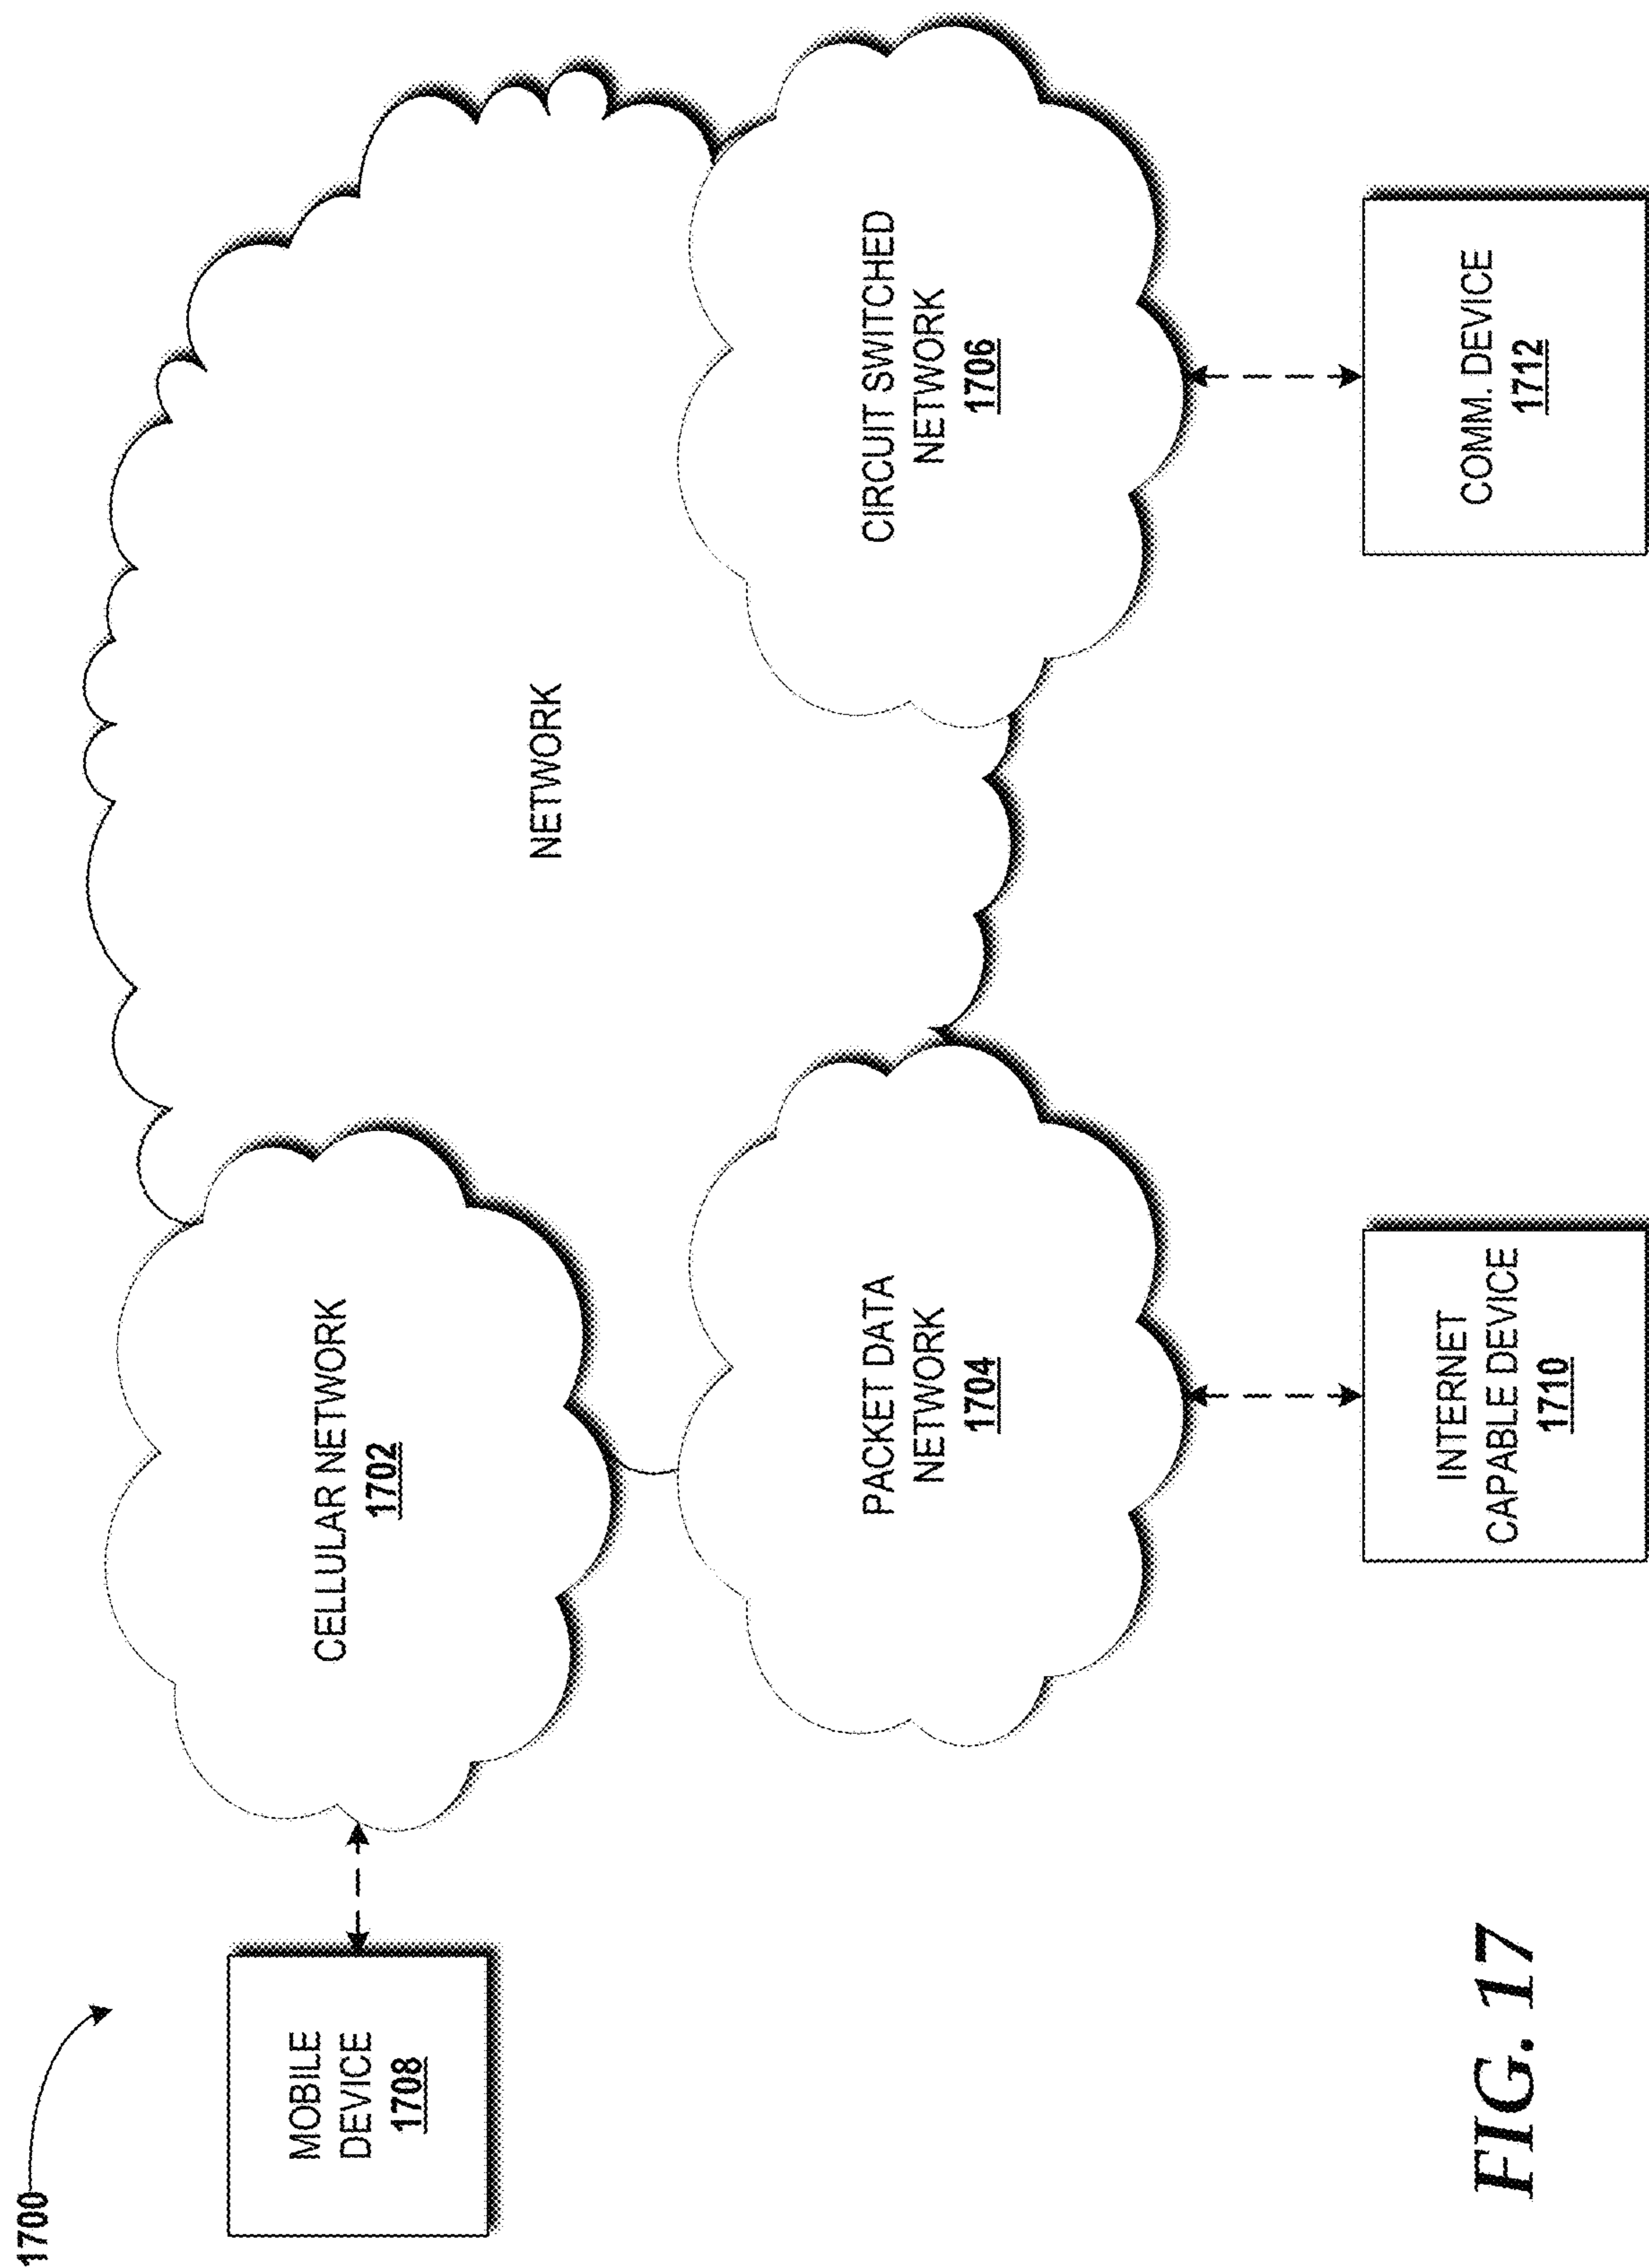 1700
MOBILE
DEVICE
1708
CELLULAR NETWORK
1702
NETWORK
PACKET DATA
NETWORK
1704
CIRCUIT SWITCHED
NETWORK
1706
INTERNET
CAPABLE DEVICE
1710
COMM. DEVICE
1712
FIG. 17